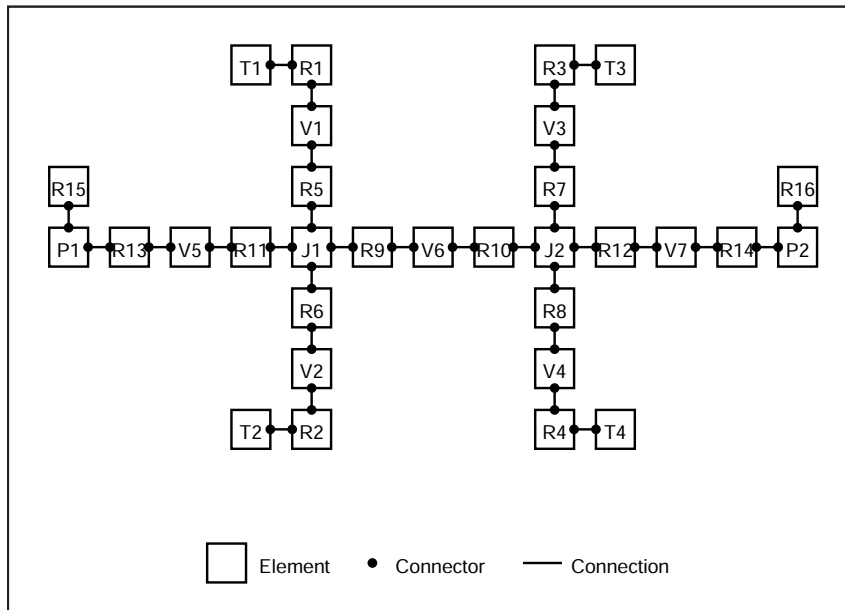 T1 R1 R3 T3
V1 V3
R15 R5 R7 R16
P1 R13 V5 R11 J1 R9 V6 R10 J2 R12 V7 R14 P2
R6 R8
V2 V4
T2 R2 R4 T4
Element Connector Connection